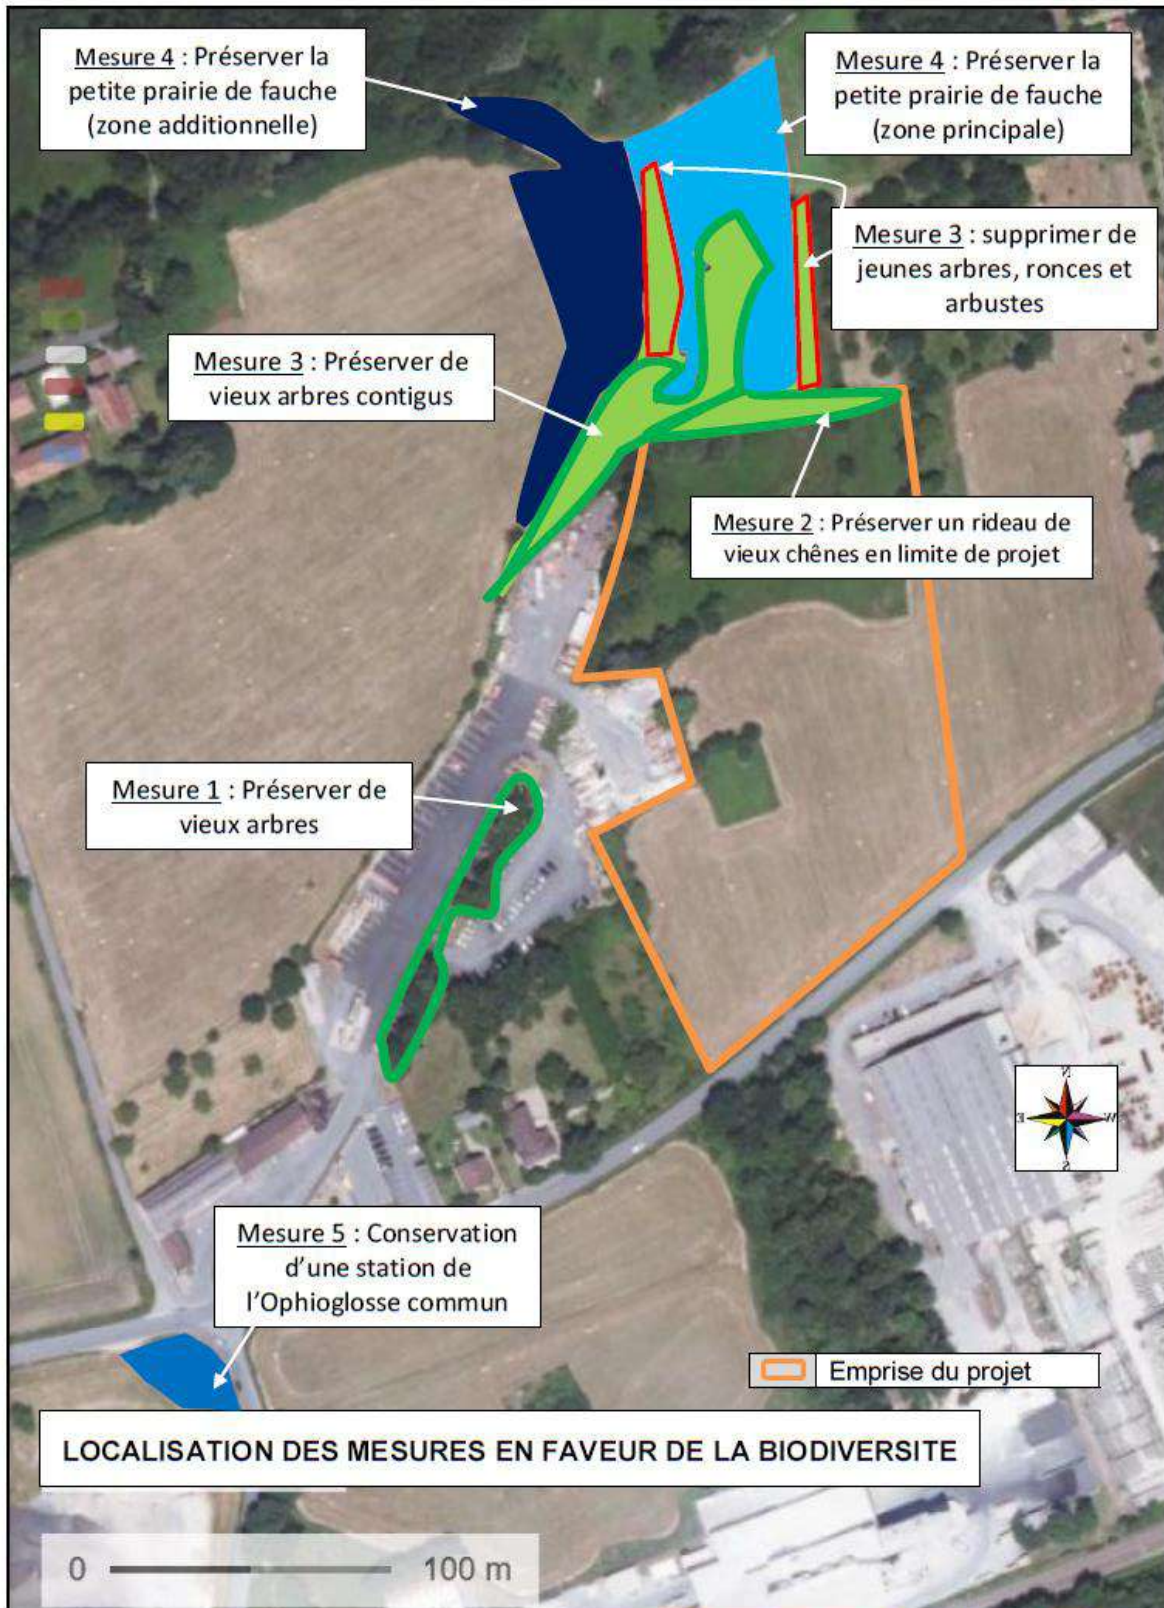 Mesure 4 : Préserver la
petite prairie de fauche
(zone additionnelle)
Mesure 4 : Préserver la
petite prairie de fauche
(zone principale)
Mesure 3 : supprimer de
jeunes arbres, ronces et
arbustes
Mesure 3 : Préserver de
vieux arbres contigus
Mesure 2 : Préserver un rideau de
vieux chênes en limite de projet
Mesure 1 : Préserver de
vieux arbres
N
E
W
S
Mesure 5 : Conservation
d'une station de
l'Ophioglosse commun
Emprise du projet
LOCALISATION DES MESURES EN FAVEUR DE LA BIODIVERSITE
0 100 m